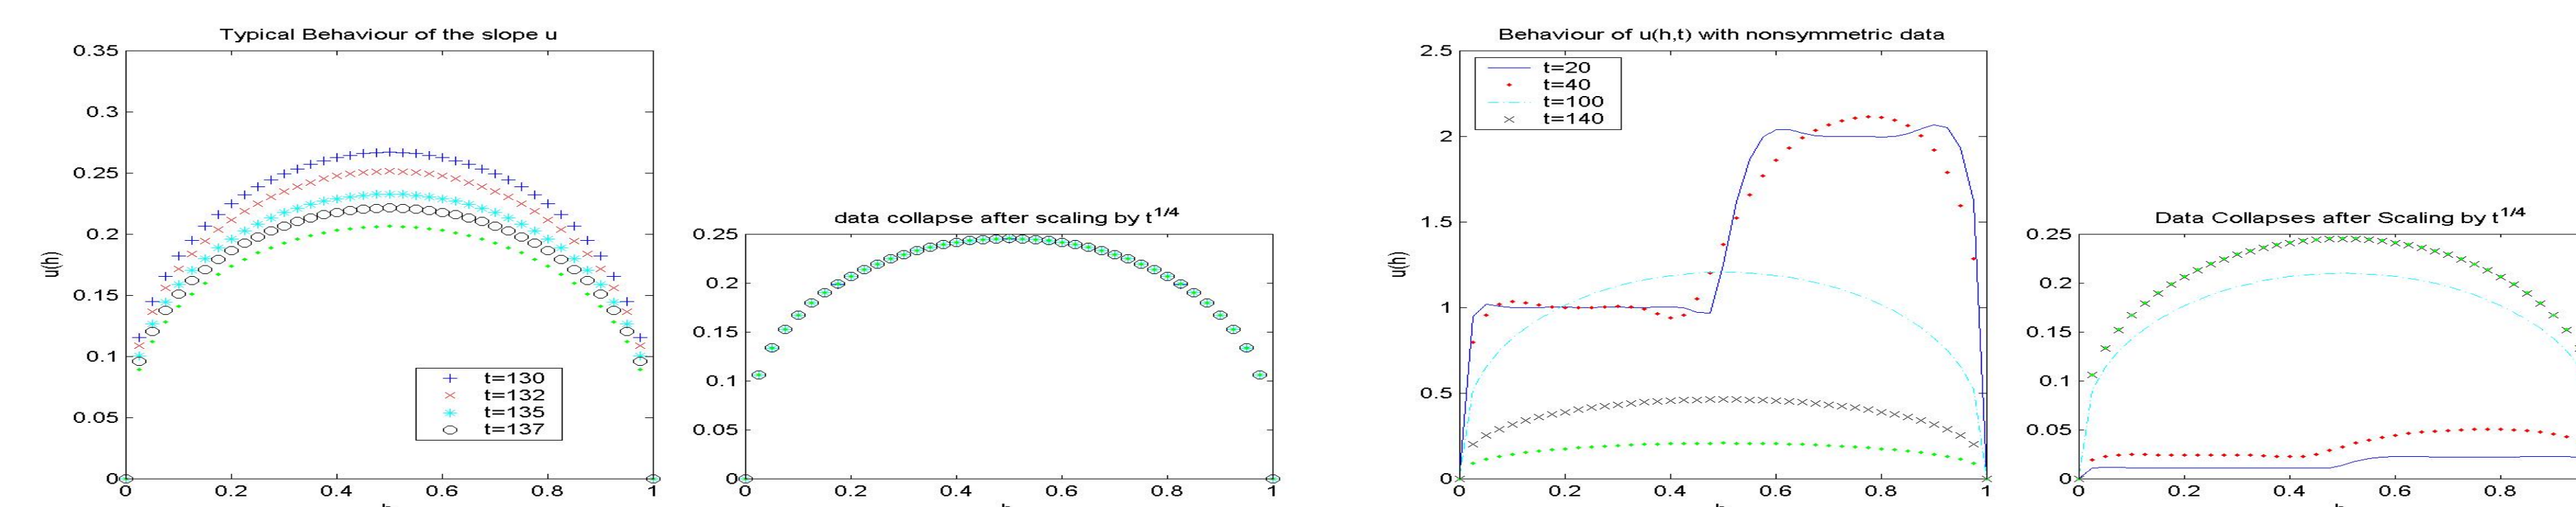 Typical Behaviour of the slope u
0.35
0.3
0.25
0.2
0.15
0.1
0.05
0
u(h)
t=130
t=132
t=135
t=137
0 0.2 0.4 0.6 0.8 1
data collapse after scaling by t^1/4
0.25
0.2
0.15
0.1
0.05
0
0 0.2 0.4 0.6 0.8 1
Behaviour of u(h,t) with nonsymmetric data
2.5
2
1.5
1
0.5
0
u(h)
t=20
t=40
t=100
t=140
0 0.2 0.4 0.6 0.8 1
Data Collapses after Scaling by t^1/4
0.25
0.2
0.15
0.1
0.05
0
0 0.2 0.4 0.6 0.8